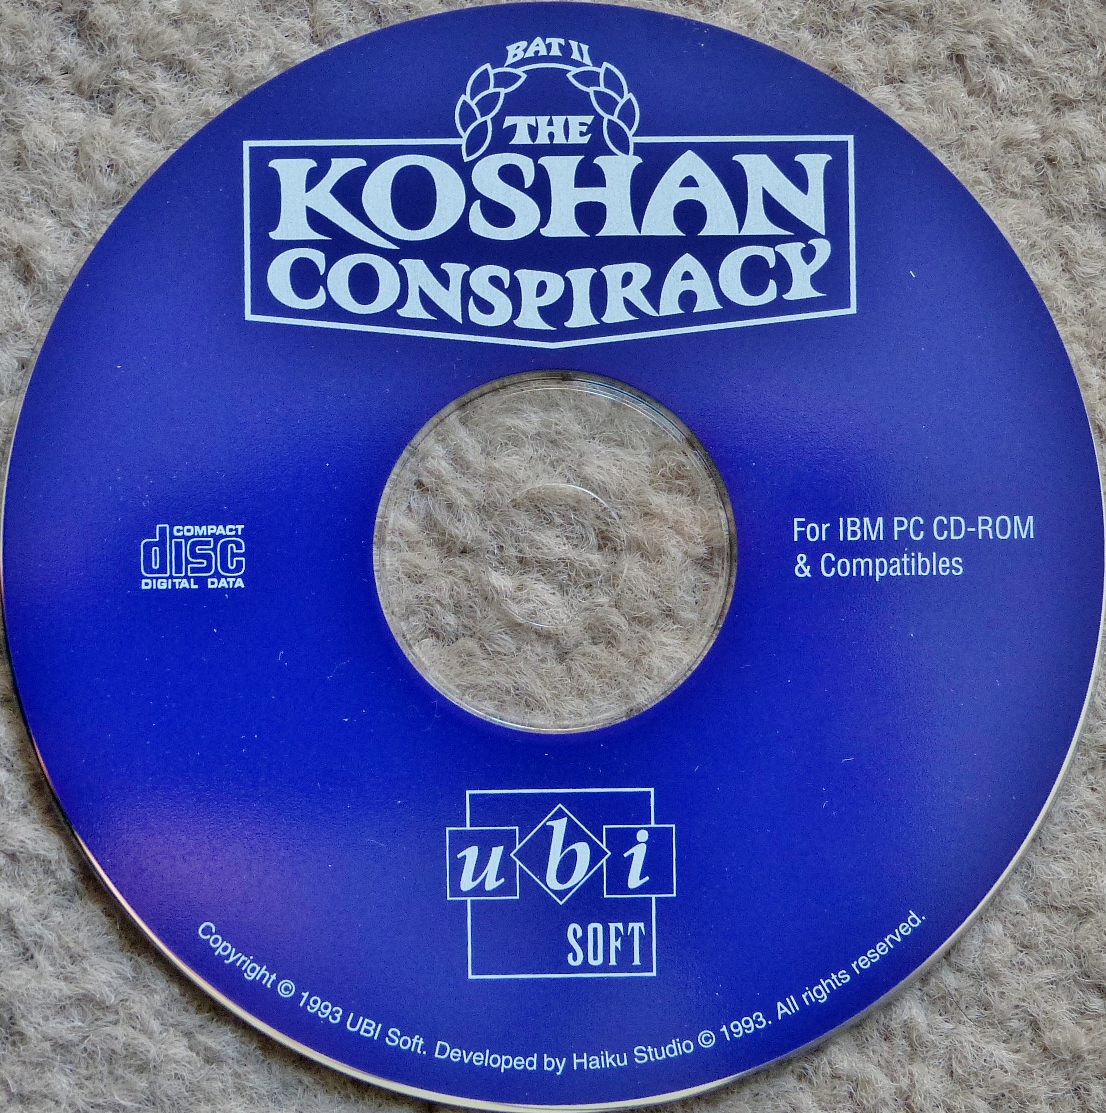 BAT II
THE
KOSHAN
CONSPIRACY
COMPACT
disc
DIGITAL DATA
For IBM PC CD-ROM
& Compatibles
ubi
SOFT
Copyright © 1993 UBI Soft. Developed by Haiku Studio © 1993. All rights reserved.